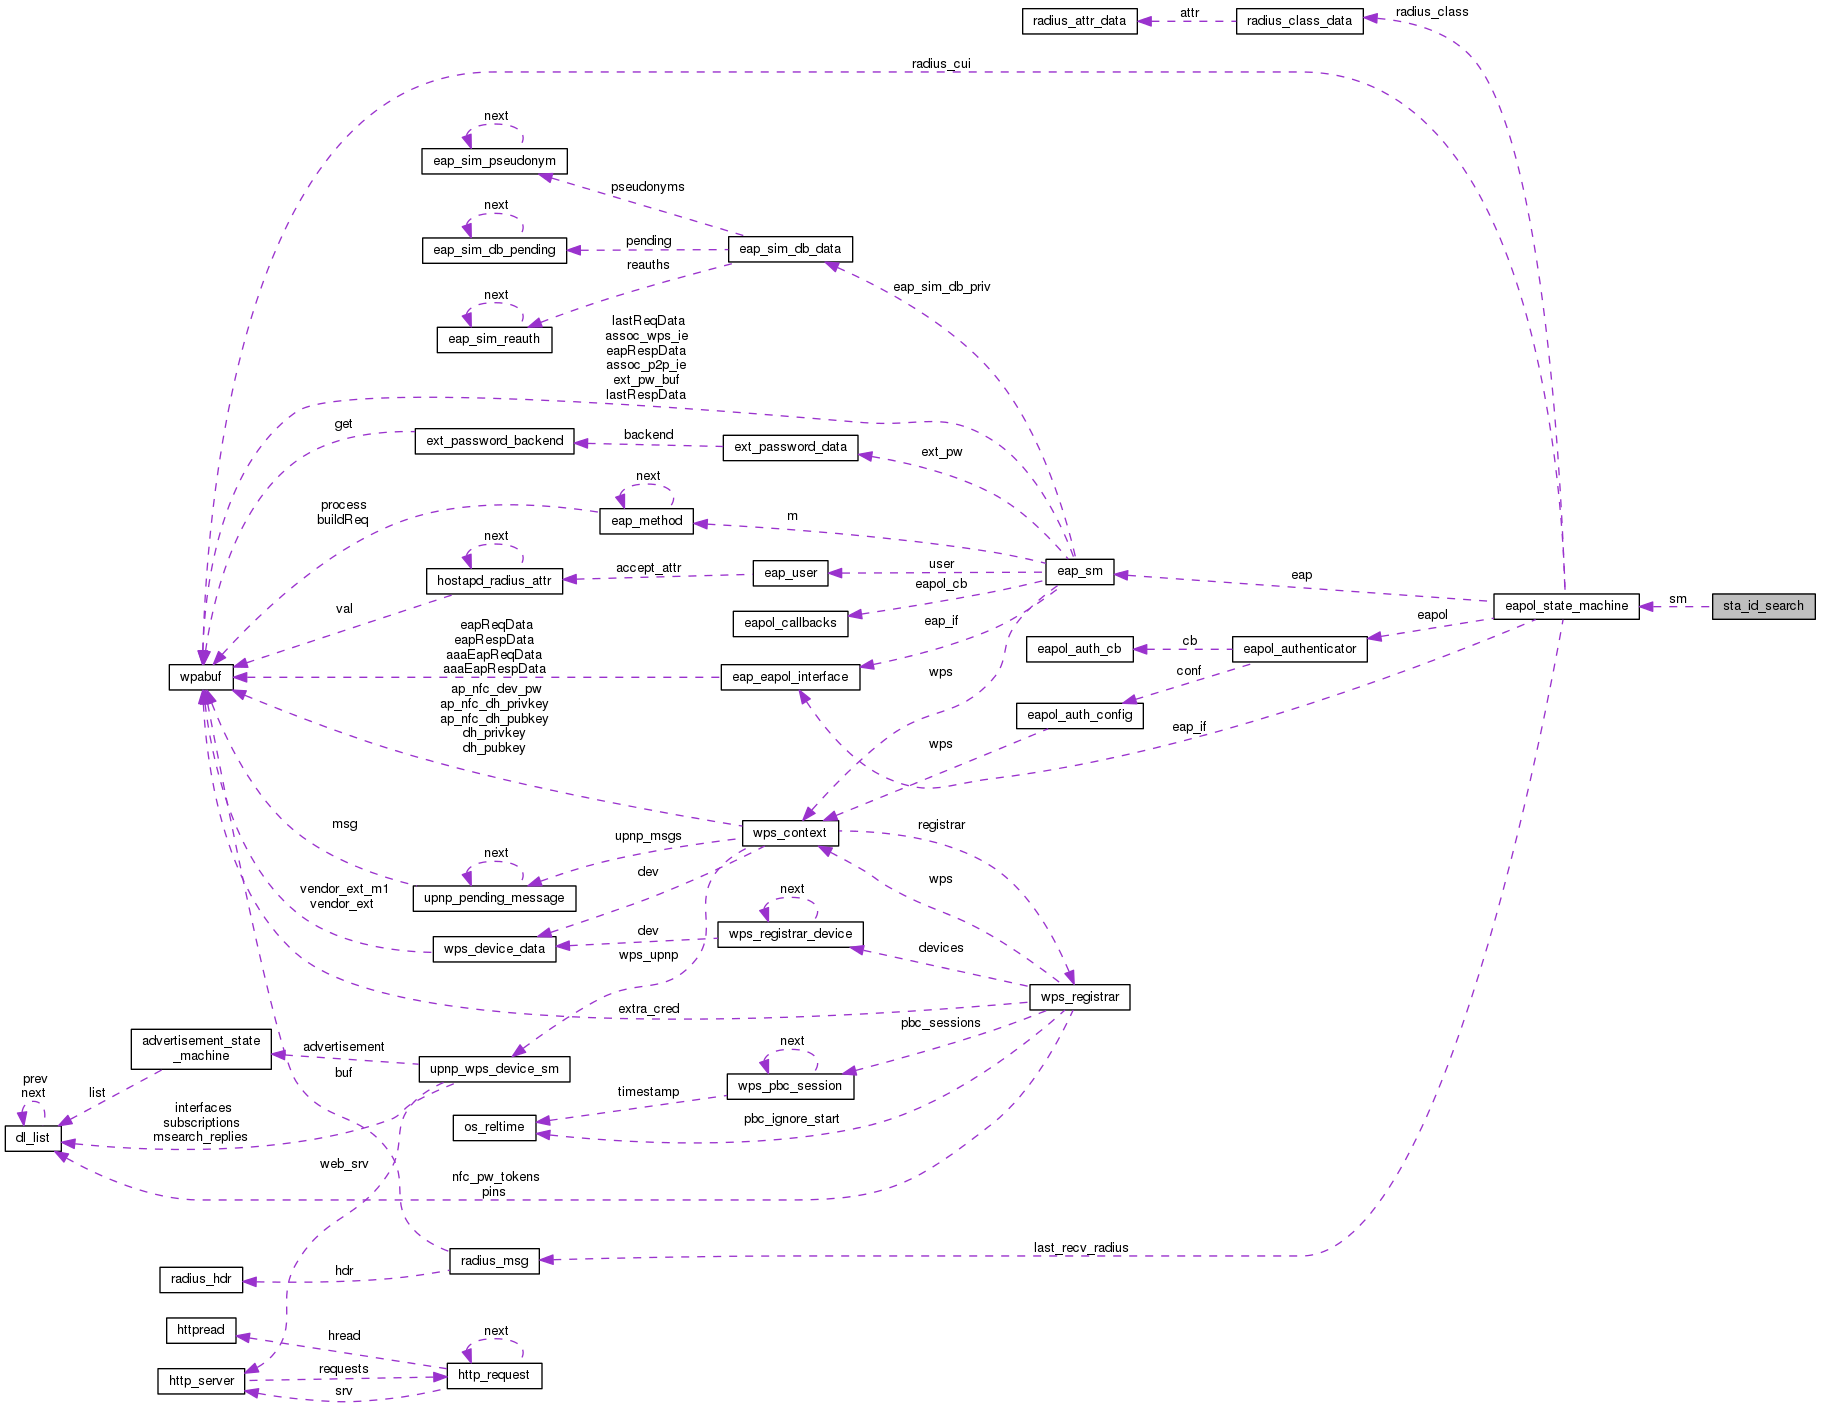 radius_class
radius_attr_data
attr
radius_class_data
radius_cui
next
eap_sim_pseudonym
pseudonyms
next
eap_sim_db_pending
pending
eap_sim_db_data
reauths
next
eap_sim_reauth
eap_sim_db_priv
lastReqData
assoc_wps_ie
eapRespData
assoc_p2p_ie
ext_pw_buf
lastRespData
get
ext_password_backend
backend
ext_password_data
ext_pw
next
process
buildReq
eap_method
m
next
hostapd_radius_attr
accept_attr
eap_user
user
eap_sm
eap
eapol_cb
val
eapol_callbacks
eap_if
eapol_state_machine
sm
sta_id_search
eapol
eapReqData
eapRespData
aaaEapReqData
aaaEapRespData
wpabuf
eap_eapol_interface
wps
eapol_auth_cb
cb
eapol_authenticator
conf
ap_nfc_dev_pw
ap_nfc_dh_privkey
ap_nfc_dh_pubkey
dh_privkey
dh_pubkey
eapol_auth_config
wps
eap_if
msg
wps_context
registrar
upnp_msgs
next
upnp_pending_message
dev
wps
vendor_ext_m1
vendor_ext
next
wps_registrar_device
dev
wps_device_data
wps_upnp
devices
wps_registrar
extra_cred
pbc_sessions
advertisement_state
_machine
advertisement
buf
upnp_wps_device_sm
next
wps_pbc_session
timestamp
list
prev
next
dl_list
interfaces
subscriptions
msearch_replies
os_reltime
pbc_ignore_start
web_srv
nfc_pw_tokens
pins
last_recv_radius
radius_msg
hdr
radius_hdr
httpread
hread
next
http_server
requests
http_request
srv